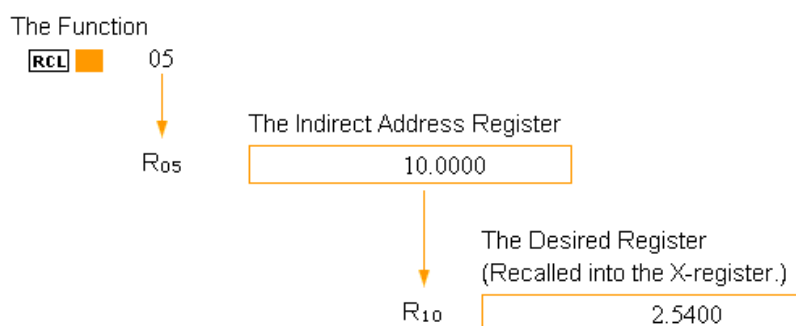 The Function
RCL 05
The Indirect Address Register
R05 10.0000
The Desired Register
(Recalled into the X-register.)
R10 2.5400